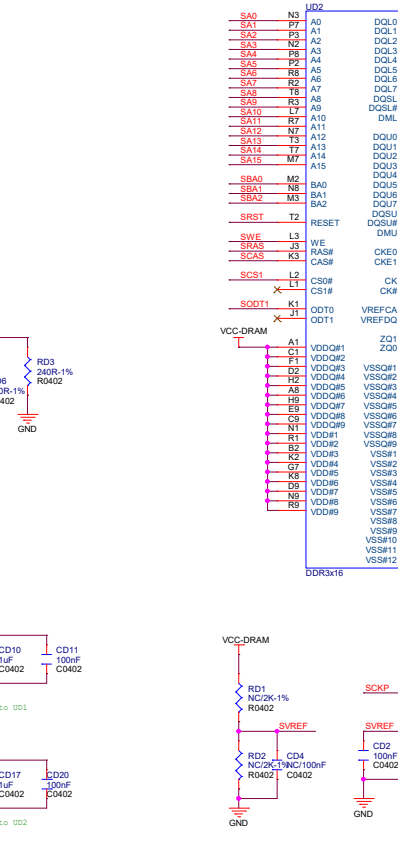 UD2
SA0 N3 A0 DQL0
SA1 P7 A1 DQL1
SA2 P3 A2 DQL2
SA3 N2 A3 DQL3
SA4 P8 A4 DQL4
SA5 P2 A5 DQL5
SA6 R8 A6 DQL6
SA7 R2 A7 DQL7
SA8 T8 A8 DQSL
SA9 R3 A9 DQSL#
SA10 L7 A10 DML
SA11 R7 A11
SA12 N7 A12 DQU0
SA13 T3 A13 DQU1
SA14 T7 A14 DQU2
SA15 M7 A15 DQU3
DQU4
SBA0 M2 BA0 DQU5
SBA1 N8 BA1 DQU6
SBA2 M3 BA2 DQU7
DQSU
SRST T2 RESET DQSU#
DMU
SWE L3 WE
SRAS J3 RAS# CKE0
SCAS K3 CAS# CKE1
SCS1 L2 CS0# CK
L1 CS1# CK#
SODT1 K1 ODT0 VREFCA
J1 ODT1 VREFDQ
VCC-DRAM
ZQ1
A1 VDDQ#1 ZQ0
C1 VDDQ#2
F1 VDDQ#3 VSSQ#1
D2 VDDQ#4 VSSQ#2
H2 VDDQ#5 VSSQ#3
A8 VDDQ#6 VSSQ#4
H9 VDDQ#7 VSSQ#5
E9 VDDQ#8 VSSQ#6
C9 VDDQ#9 VSSQ#7
N1 VDD#1 VSSQ#8
R1 VDD#2 VSSQ#9
B2 VDD#3 VSS#1
K2 VDD#4 VSS#2
G7 VDD#5 VSS#3
K8 VDD#6 VSS#4
D9 VDD#7 VSS#5
N9 VDD#8 VSS#6
R9 VDD#9 VSS#7
VSS#8
VSS#9
VSS#10
VSS#11
VSS#12
DDR3x16
RD3
240R-1%
R0402
GND
CD10
1uF
C0402
CD11
100nF
C0402
to UD1
CD17
1uF
C0402
CD20
100nF
C0402
to UD2
VCC-DRAM
RD1
NC/2K-1%
R0402
SVREF
RD2
NC/2K-1%
R0402
CD4
NC/100nF
C0402
GND
SCKP
SVREF
CD2
100nF
C0402
GND